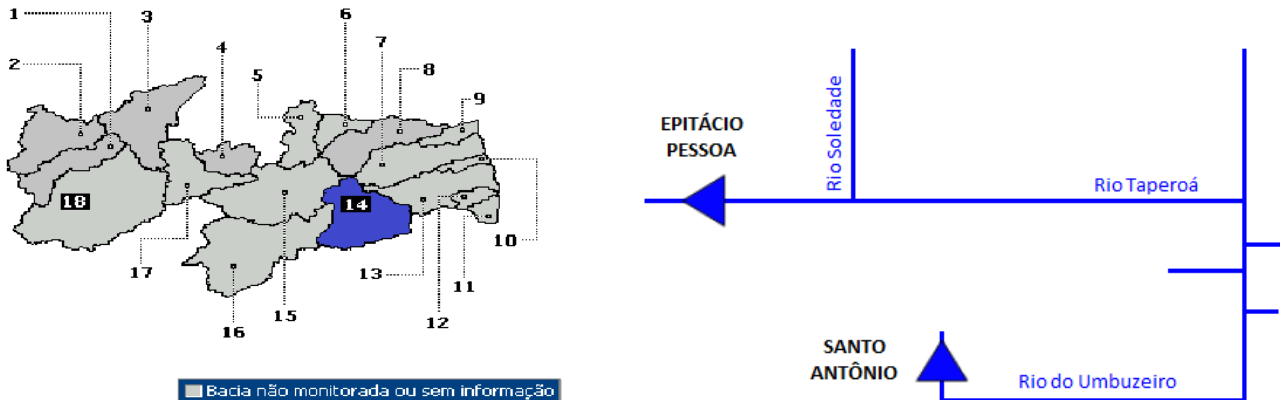 1
3
6
2
4
7
5
8
9
18
14
10
17
13
11
16
15
12
Bacia não monitorada ou sem informação
EPITÁCIO
PESSOA
Rio Soledade
Rio Taperoá
SANTO
ANTÔNIO
Rio do Umbuzeiro